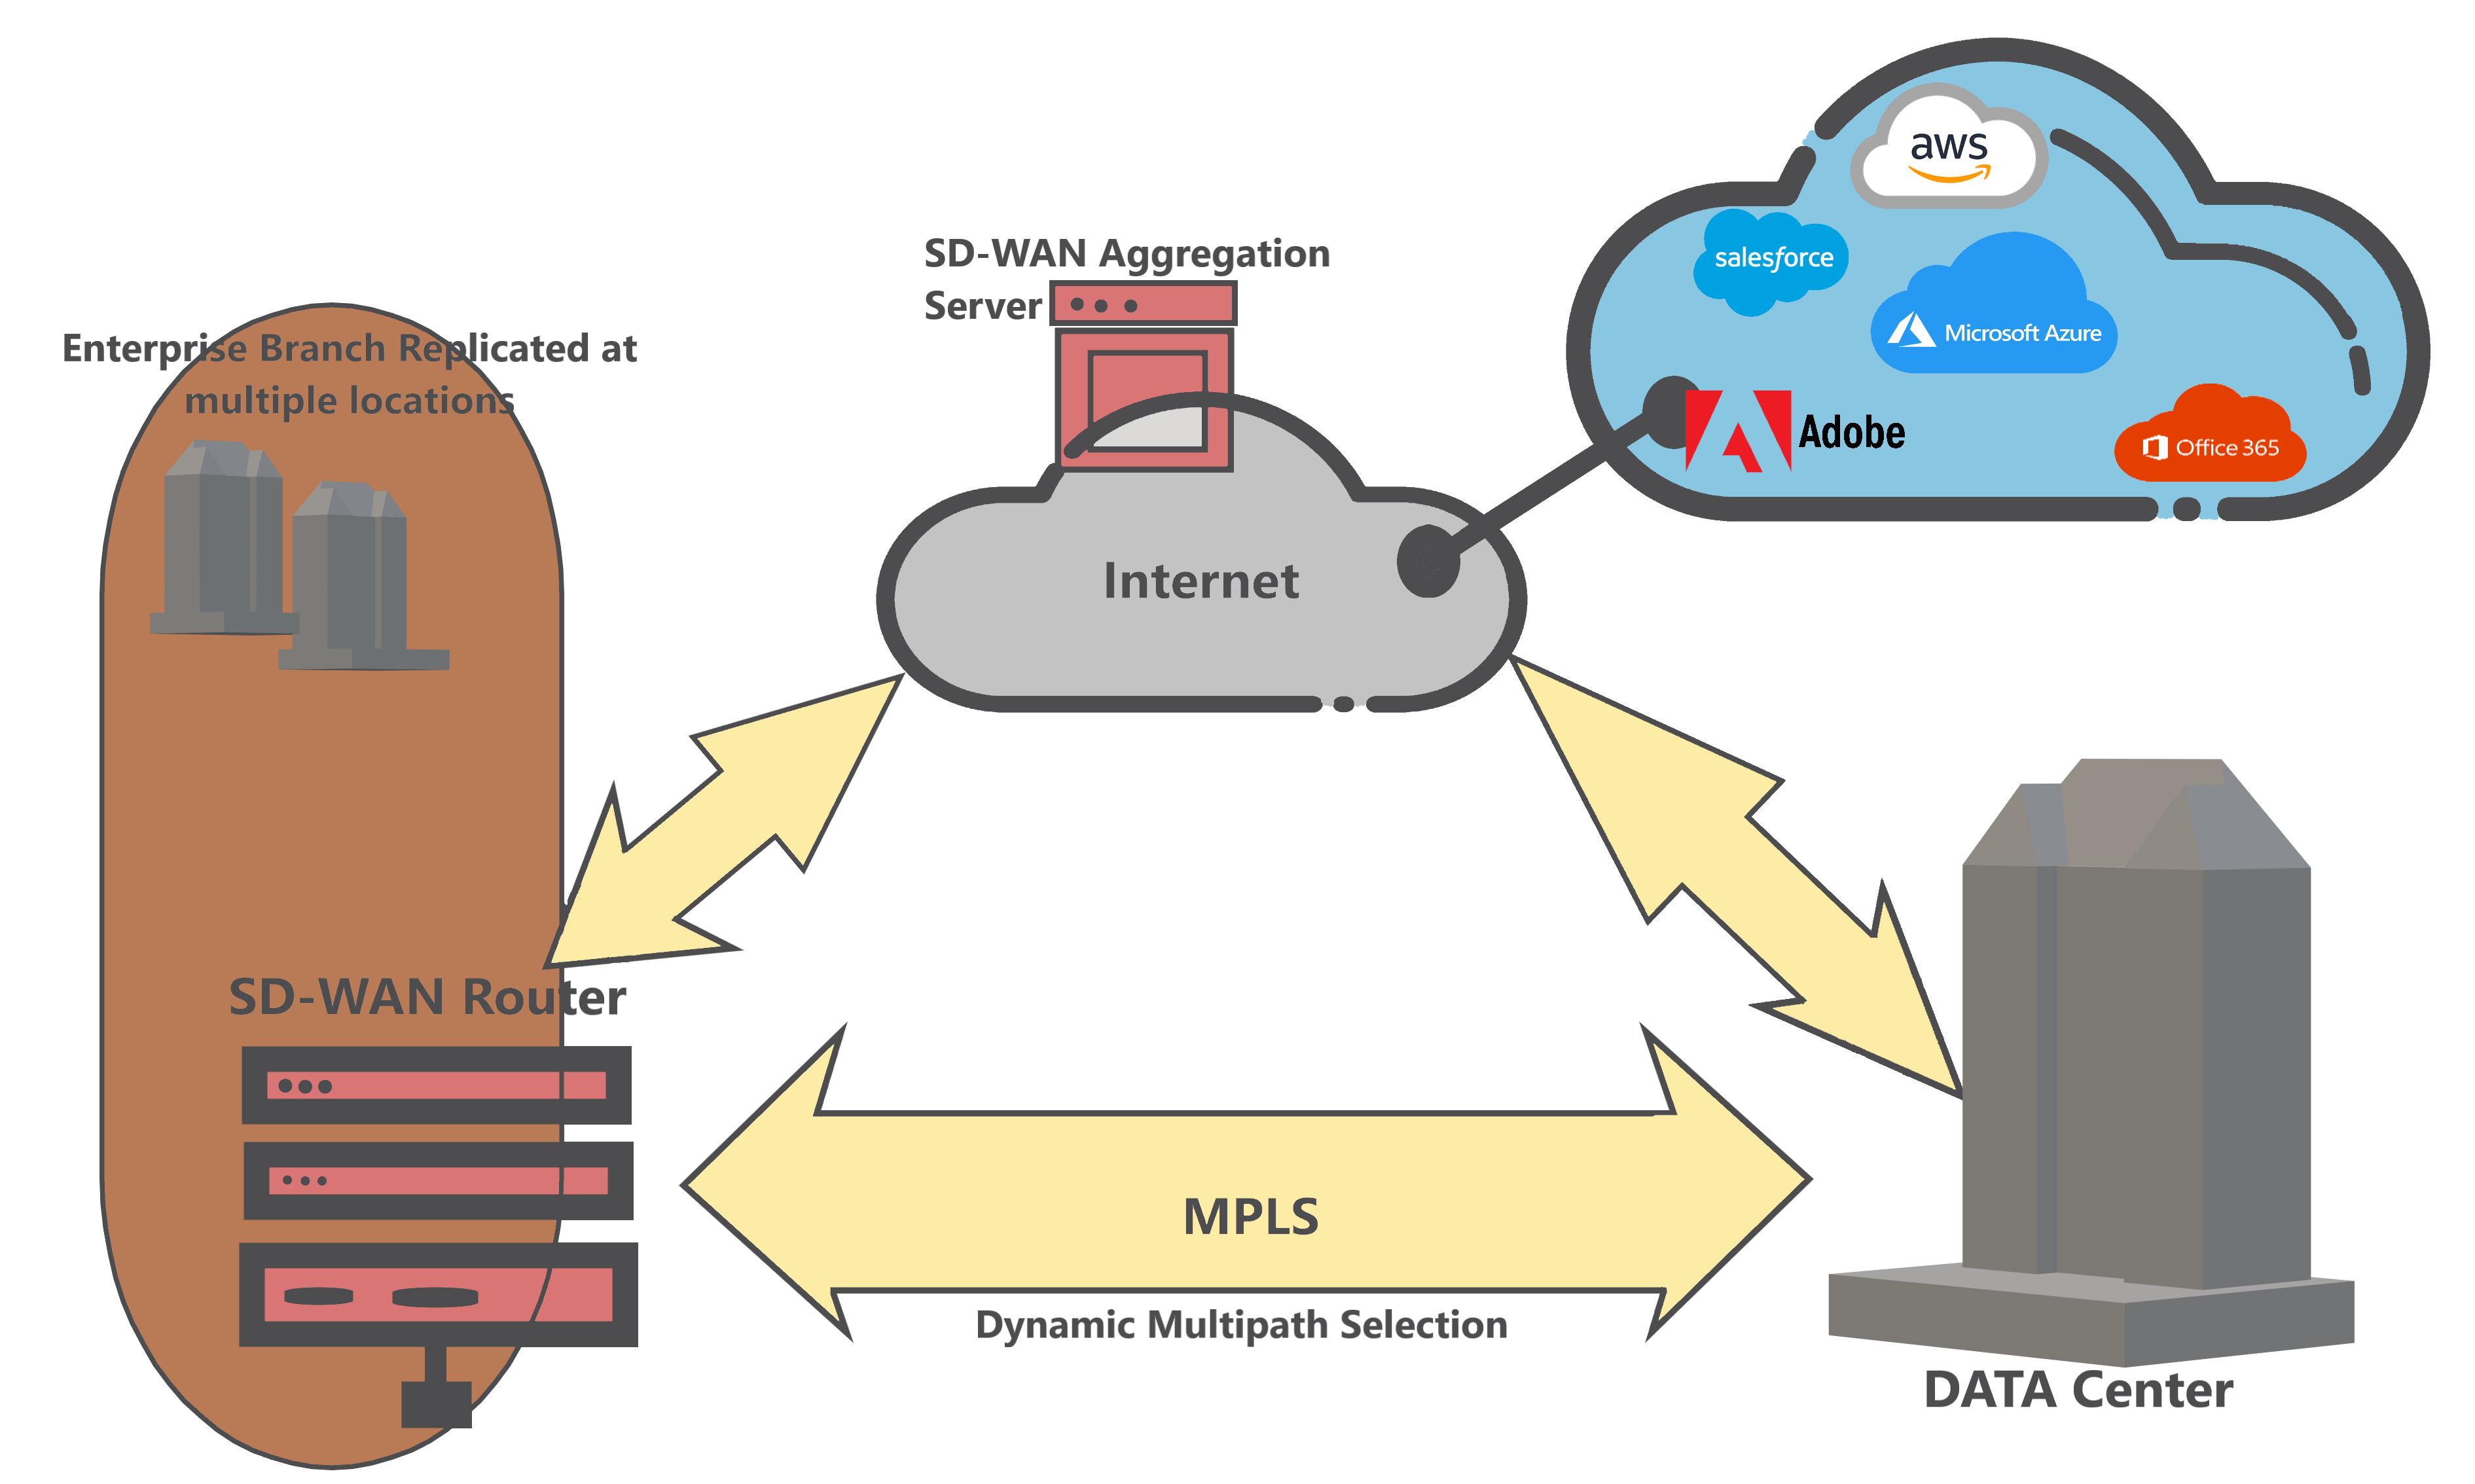 aws
SD-WAN Aggregation
Server
salesforce
Microsoft Azure
Enterprise Branch Replicated at
multiple locations
Adobe
Office 365
Internet
SD-WAN Router
MPLS
Dynamic Multipath Selection
DATA Center